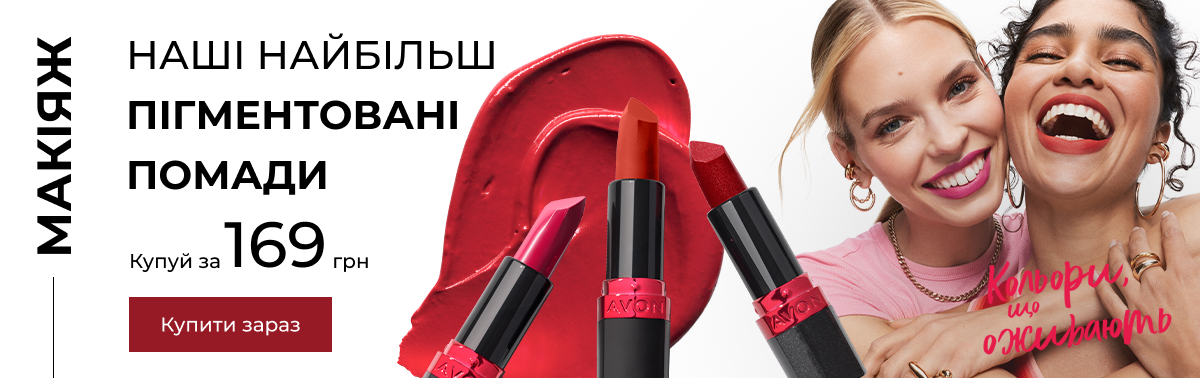 МАКІЯЖ
НАШІ НАЙБІЛЬШ
ПІГМЕНТОВАНІ
ПОМАДИ
Купуй за 169 грн
Купити зараз
AVON
AVON
Кольори,
що
оживають